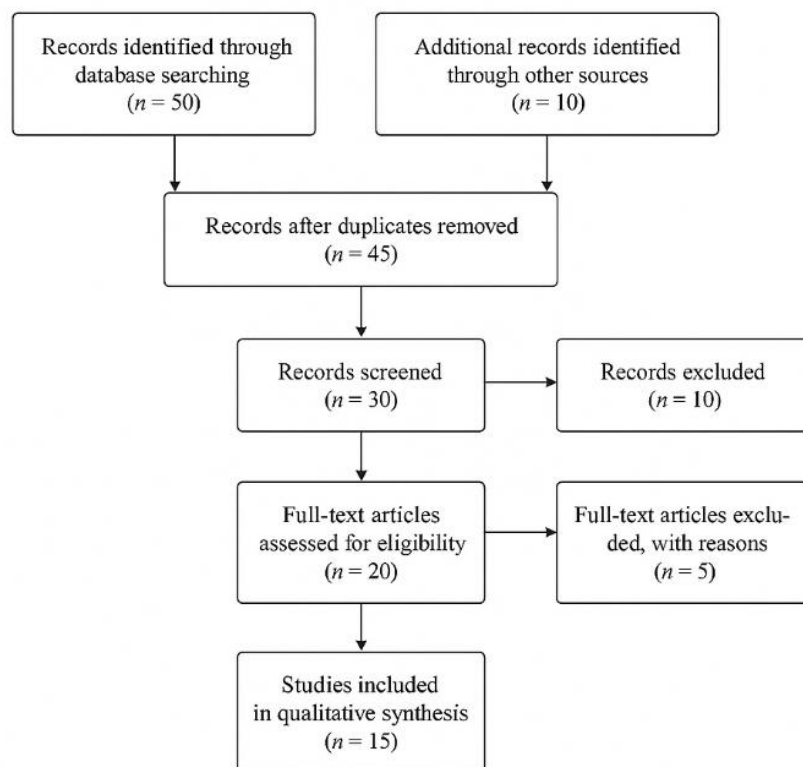 Records identified through
database searching
(n = 50)
Additional records identified
through other sources
(n = 10)
Records after duplicates removed
(n = 45)
Records screened
(n = 30)
Records excluded
(n = 10)
Full-text articles
assessed for eligibility
(n = 20)
Full-text articles exclu-
ded, with reasons
(n = 5)
Studies included
in qualitative synthesis
(n = 15)